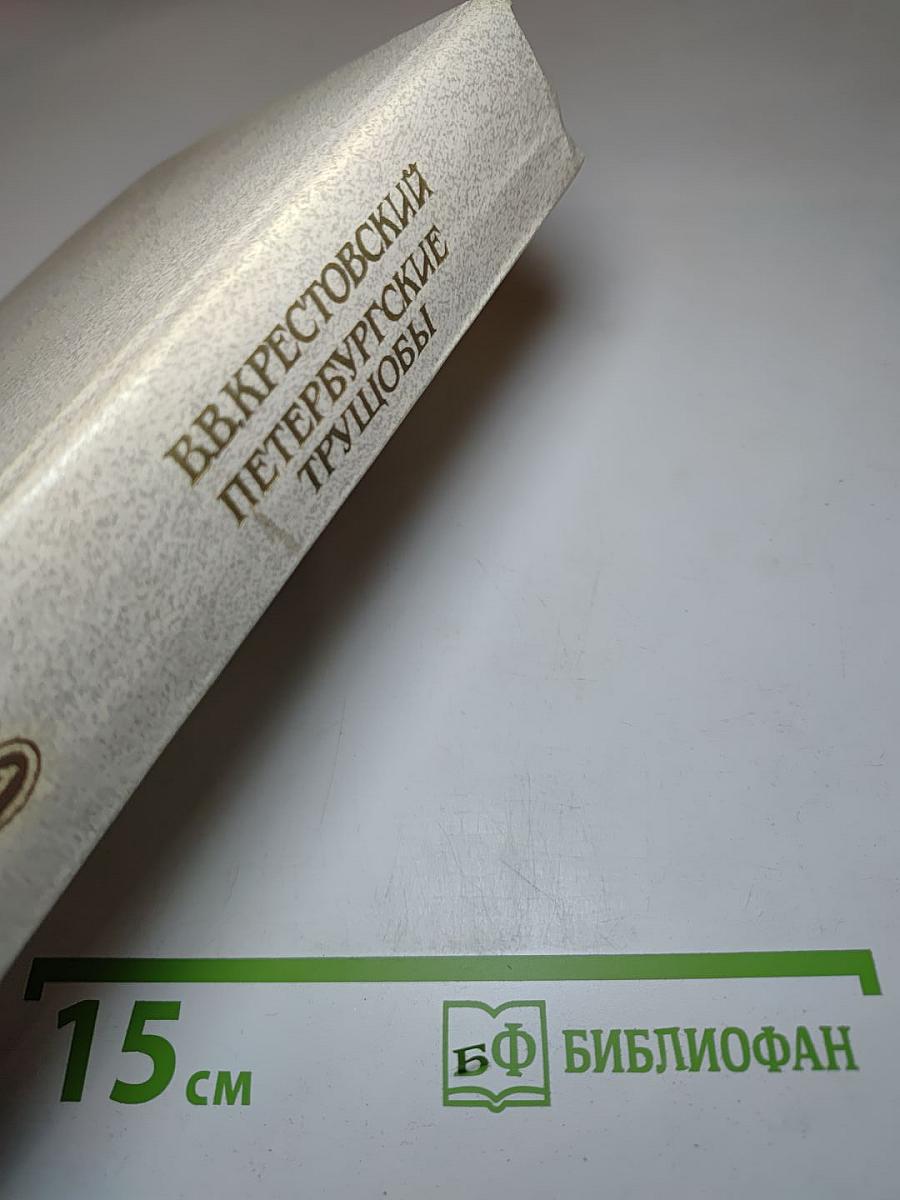 В.В.КРЕСТОВСКИЙ
ПЕТЕРБУРГСКИЕ
ТРУЩОБЫ
15 см
БФ БИБЛИОФАН